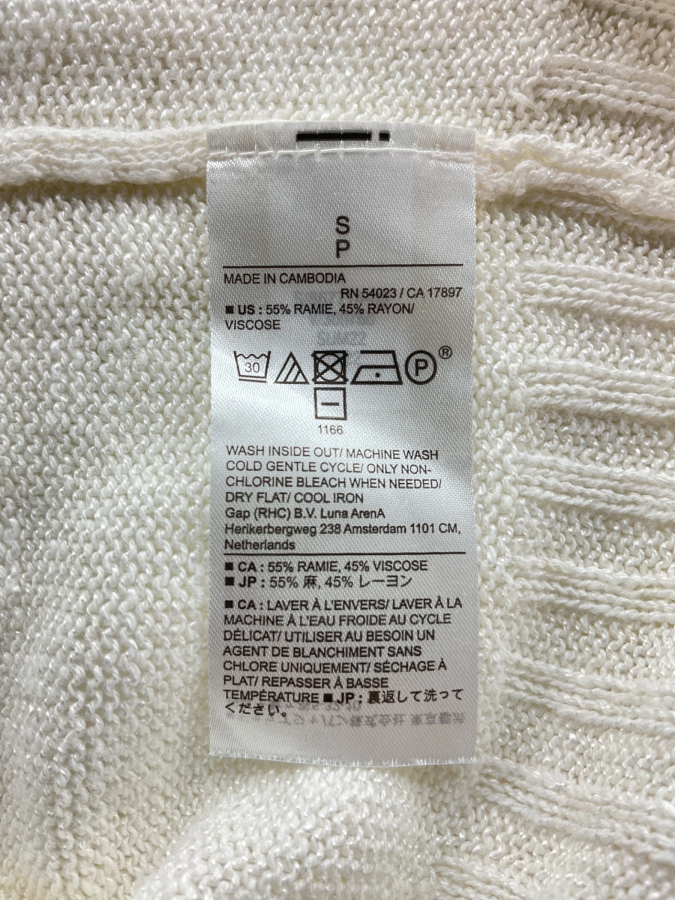 S
P
MADE IN CAMBODIA
RN 54023 / CA 17897
■ US : 55% RAMIE, 45% RAYON/
VISCOSE
30
P ®
1166
WASH INSIDE OUT/ MACHINE WASH
COLD GENTLE CYCLE/ ONLY NON-
CHLORINE BLEACH WHEN NEEDED/
DRY FLAT/ COOL IRON
Gap (RHC) B.V. Luna ArenA
Herikerbergweg 238 Amsterdam 1101 CM,
Netherlands
■ CA : 55% RAMIE, 45% VISCOSE
■ JP : 55% 麻, 45% レーヨン
■ CA : LAVER À L'ENVERS/ LAVER À LA
MACHINE À L'EAU FROIDE AU CYCLE
DÉLICAT/ UTILISER AU BESOIN UN
AGENT DE BLANCHIMENT SANS
CHLORE UNIQUEMENT/ SÉCHAGE À
PLAT/ REPASSER À BASSE
TEMPÉRATURE ■ JP : 裏返して洗って
ください。